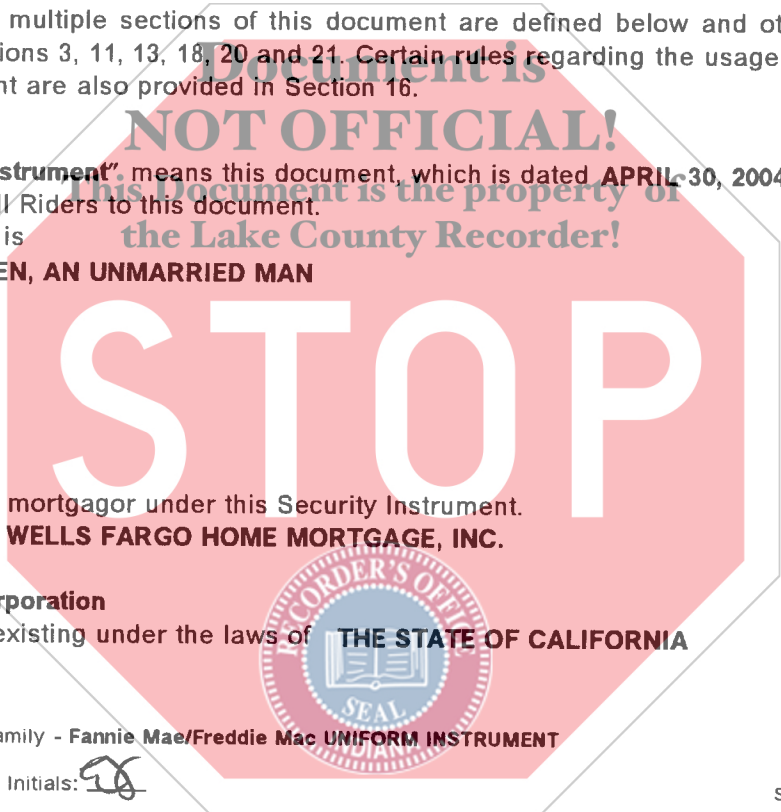 multiple sections of this document are defined below and ot
ions 3, 11, 13, 18, 20 and 21. Certain rules regarding the usage
Document is
nt are also provided in Section 16.
NOT OFFICIAL!
strument” means this document, which is dated APRIL 30, 2004
This Document is the property of
ll Riders to this document.
is
the Lake County Recorder!
EN, AN UNMARRIED MAN
STOP
mortgagor under this Security Instrument.
WELLS FARGO HOME MORTGAGE, INC.
rporation
existing under the laws of THE STATE OF CALIFORNIA
RECORDER'S OFFICE
SEAL
INDIANA
amily - Fannie Mae/Freddie Mac UNIFORM INSTRUMENT
Initials: